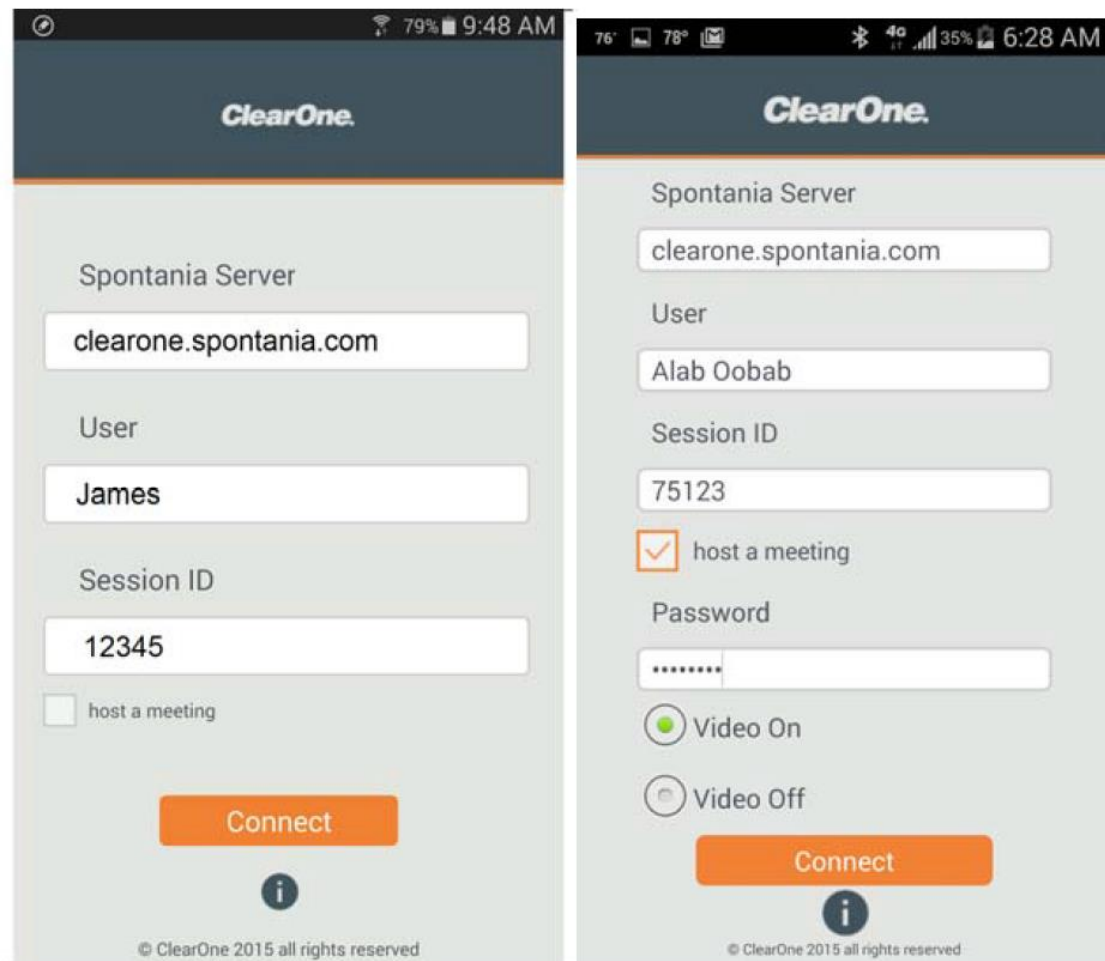 79% 9:48 AM
ClearOne.
Spontania Server
clearone.spontania.com
User
James
Session ID
12345
host a meeting
Connect
i
© ClearOne 2015 all rights reserved
76° 78° 4G 35% 6:28 AM
ClearOne.
Spontania Server
clearone.spontania.com
User
Alab Oobab
Session ID
75123
host a meeting
Password
••••••••
Video On
Video Off
Connect
i
© ClearOne 2015 all rights reserved